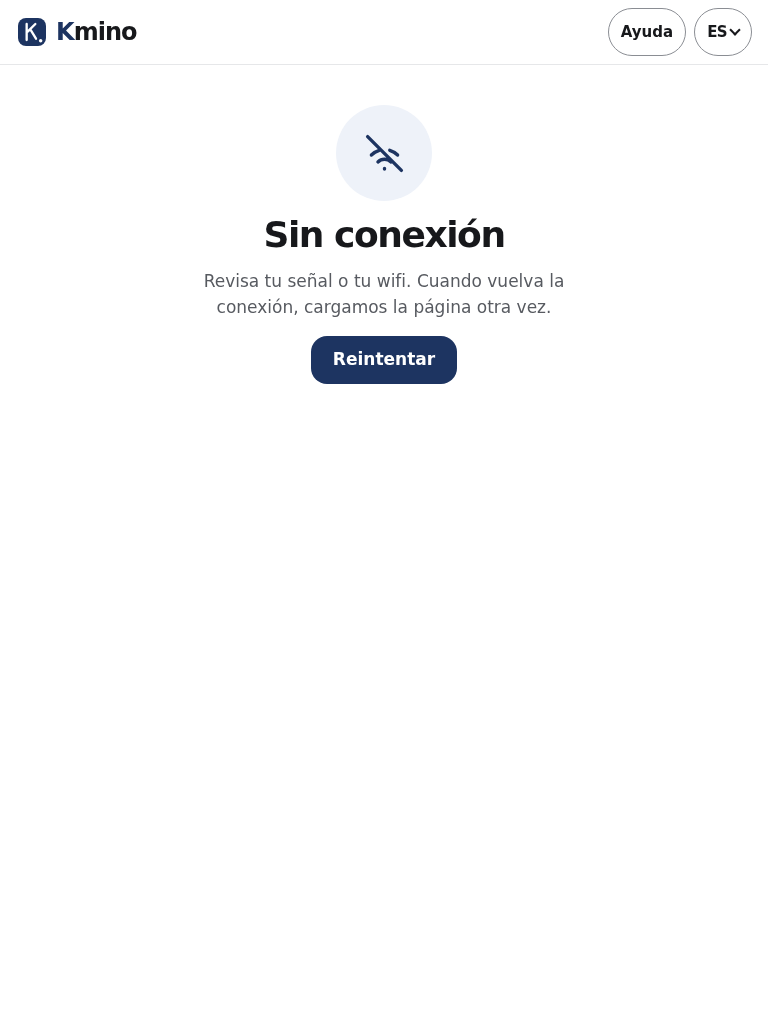 K. Kmino
Ayuda
ES
Sin conexión
Revisa tu señal o tu wifi. Cuando vuelva la
conexión, cargamos la página otra vez.
Reintentar